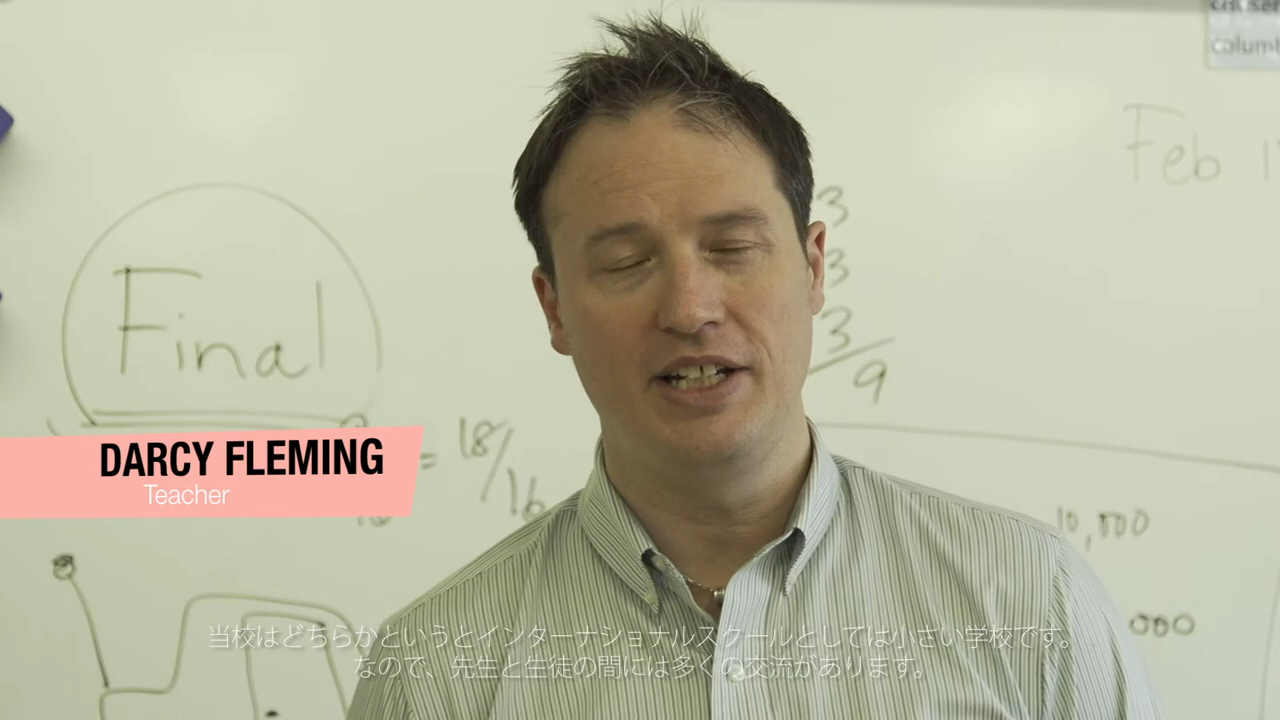 column
Feb 1
3
3
3
9
Final
= 18/16
DARCY FLEMING
Teacher
10,000
000
当校はどちらかというとインターナショナルスクールとしては小さい学校です。
なので、先生と生徒の間には多くの交流があります。